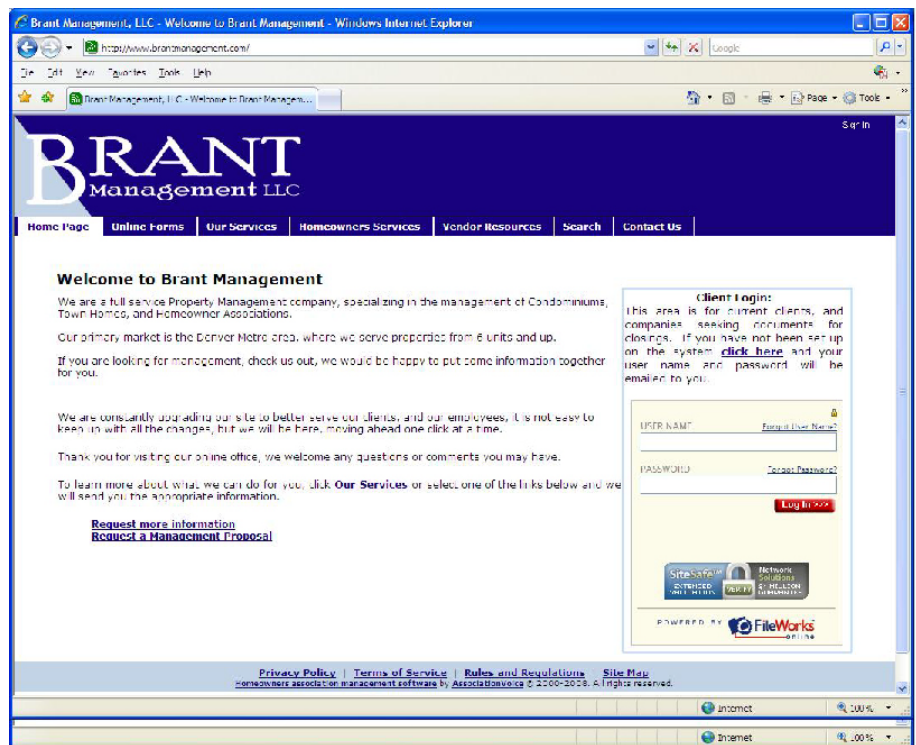 Brant Management, LLC - Welcome to Brant Management - Windows Internet Explorer
http://www.brantmanagement.com/
Google
File Edit View Favorites Tools Help
Brant Management, LLC - Welcome to Brant Managem...
Page Tools
Sign In
BRANT
Management LLC
Home Page Online Forms Our Services Homeowners Services Vendor Resources Search Contact Us
Welcome to Brant Management
We are a full service Property Management company, specializing in the management of Condominiums,
Town Homes, and Homeowner Associations.
Our primary market is the Denver Metro area, where we serve properties from 6 units and up.
If you are looking for management, check us out, we would be happy to put some information together
for you.
We are constantly upgrading our site to better serve our clients, and our employees, it is not easy to
keep up with all the changes, but we will be here, moving ahead one click at a time.
Thank you for visiting our online office, we welcome any questions or comments you may have.
To learn more about what we can do for you, click Our Services or select one of the links below and we
will send you the appropriate information.
Request more information
Request a Management Proposal
Client Login:
This area is for current clients, and
companies seeking documents for
closings. If you have not been set up
on the system click here and your
user name and password will be
emailed to you.
USER NAME Forgot User Name?
PASSWORD Forgot Password?
Log In >>>
SiteSafe™
EXTENDED
VALIDATION
VERIFY
Network
Solutions
$1 MILLION
GUARANTEE
POWERED BY FileWorks
online
Privacy Policy | Terms of Service | Rules and Regulations | Site Map
Homeowners association management software by AssociationVoice © 2000-2008. All rights reserved.
Internet 100%
Internet 100%